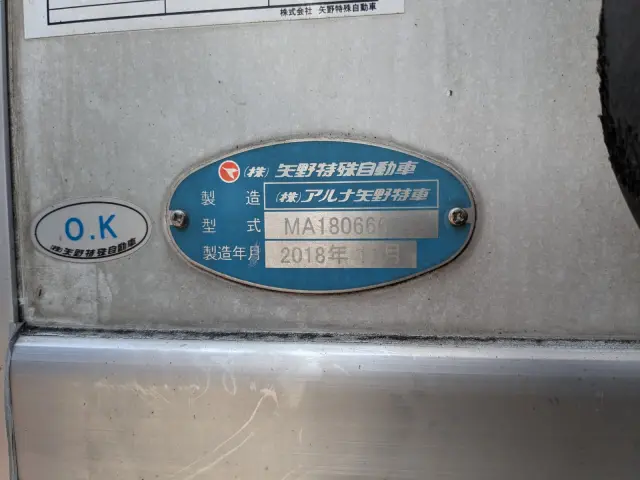 株式会社 矢野特殊自動車
(株) 矢野特殊自動車
製造 (株) アルナ矢野特車
型式
製造年月 2018年 月
O.K
(株)矢野特殊自動車